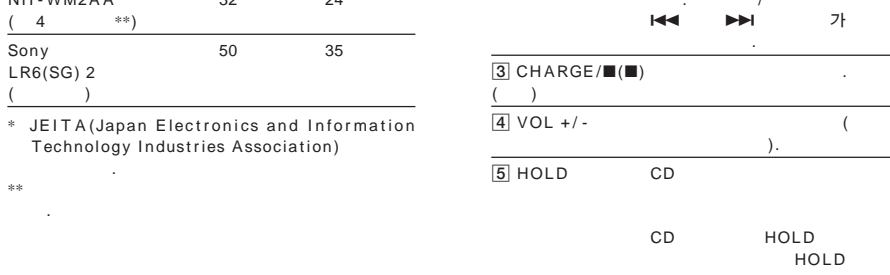 NH-WM2AA 32 24
( 4 **)
Sony 50 35
LR6(SG) 2
( )
* JEITA(Japan Electronics and Information
Technology Industries Association)
.
**
.
. /
⏮ ⏭ 가
.
3 CHARGE/■(■) .
( )
4 VOL +/- (
).
5 HOLD CD
CD HOLD
HOLD